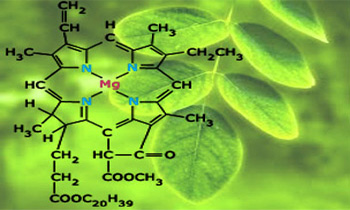 CH₂
CH H CH₃
H₃C C CH₂CH₃
N N
HC Mg CH
H N N
H₃C CH₃
H C
CH₂ HC C O
CH₂ COOCH₃
COOC₂₀H₃₉